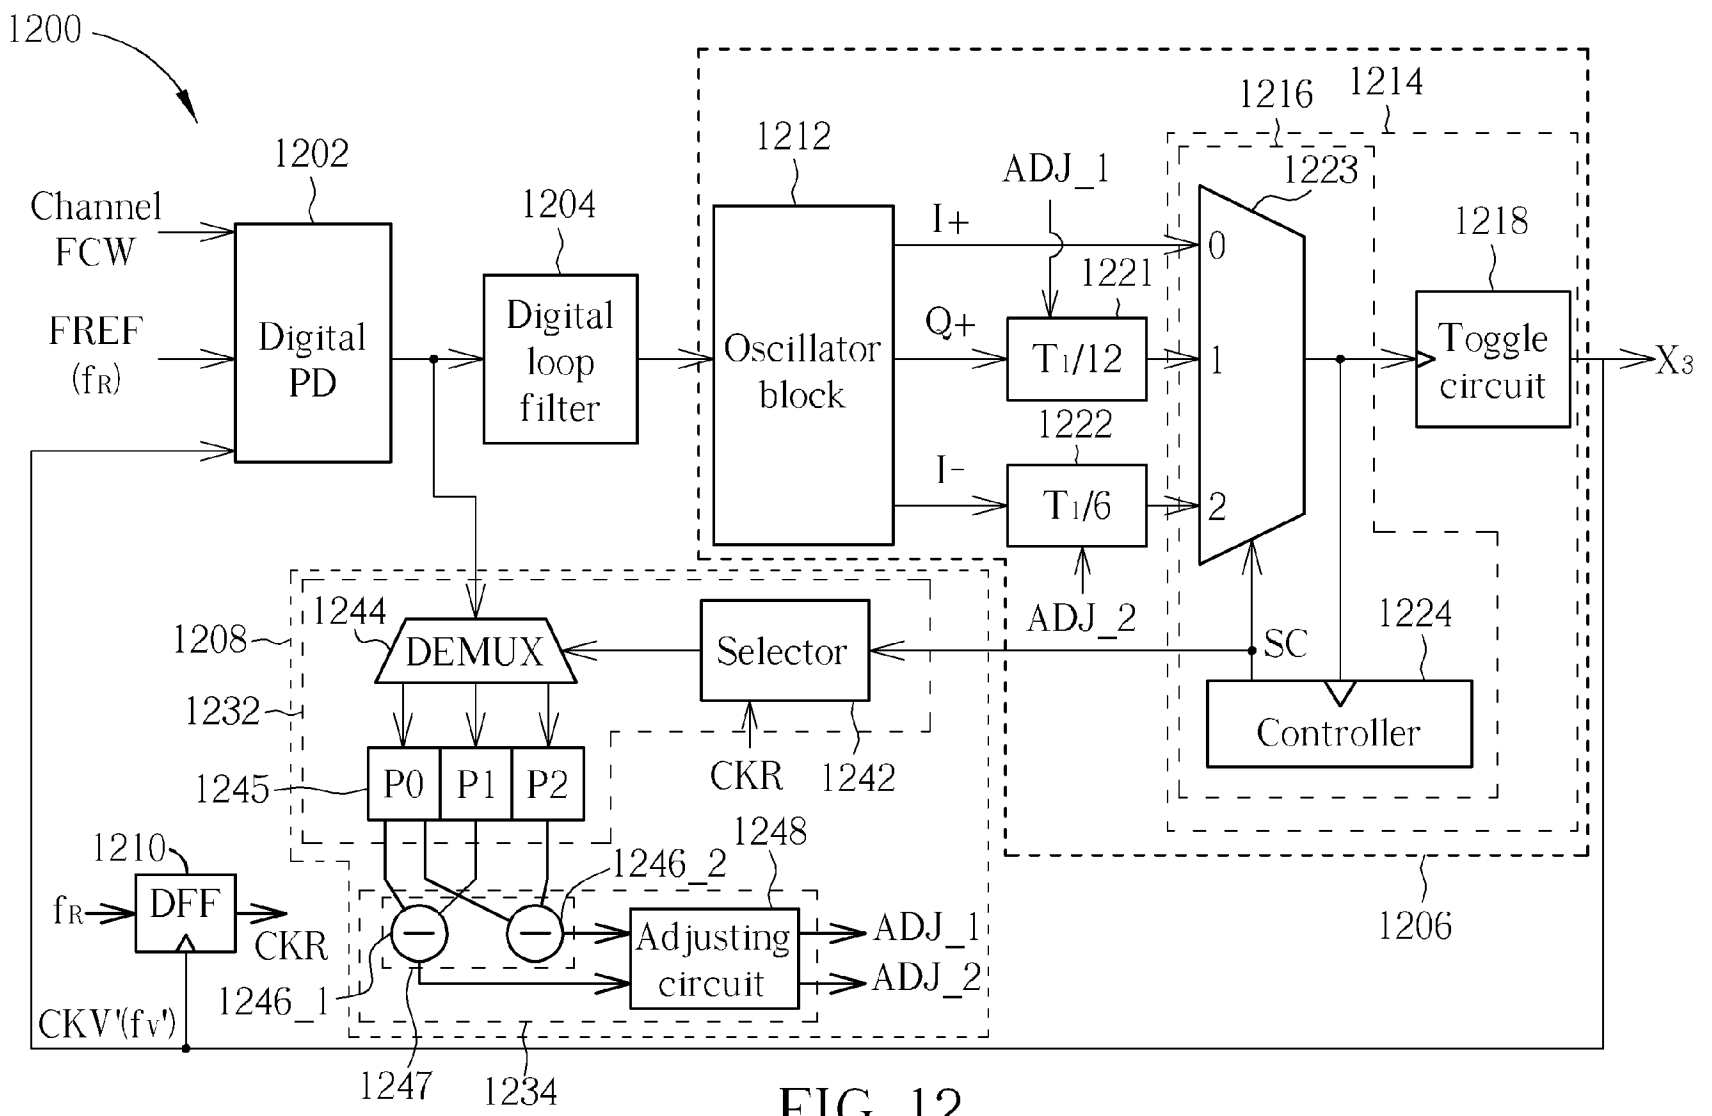 1200
1202
Channel
FCW
FREF
(fR)
Digital
PD
1204
Digital
loop
filter
1212
Oscillator
block
I+
Q+
I-
ADJ_1
1221
T1/12
1222
T1/6
ADJ_2
1216
1214
1223
0
1
2
1218
Toggle
circuit
X3
SC
1224
Controller
1206
1208
1244
DEMUX
Selector
1232
1242
CKR
1245
P0
P1
P2
1210
fR
DFF
CKR
CKV'(fV')
1246_1
1246_2
1248
Adjusting
circuit
ADJ_1
ADJ_2
1247
1234
FIG. 12